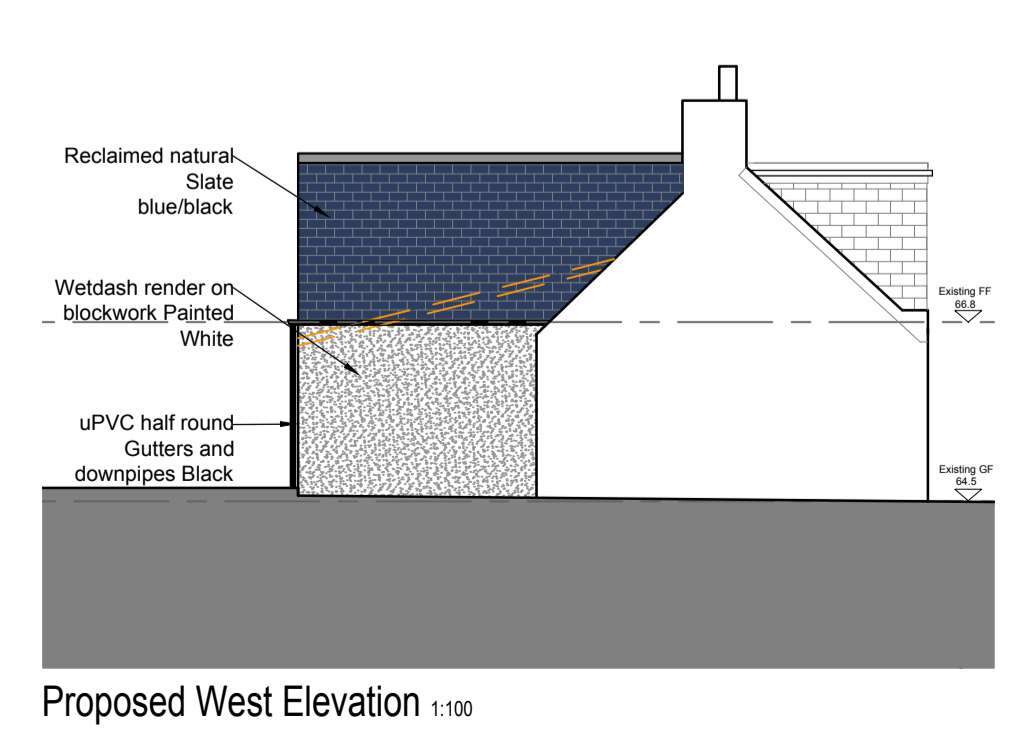 Reclaimed natural
Slate
blue/black
Wetdash render on
blockwork Painted
White
uPVC half round
Gutters and
downpipes Black
Existing FF
66.8
Existing GF
64.5
Proposed West Elevation 1:100